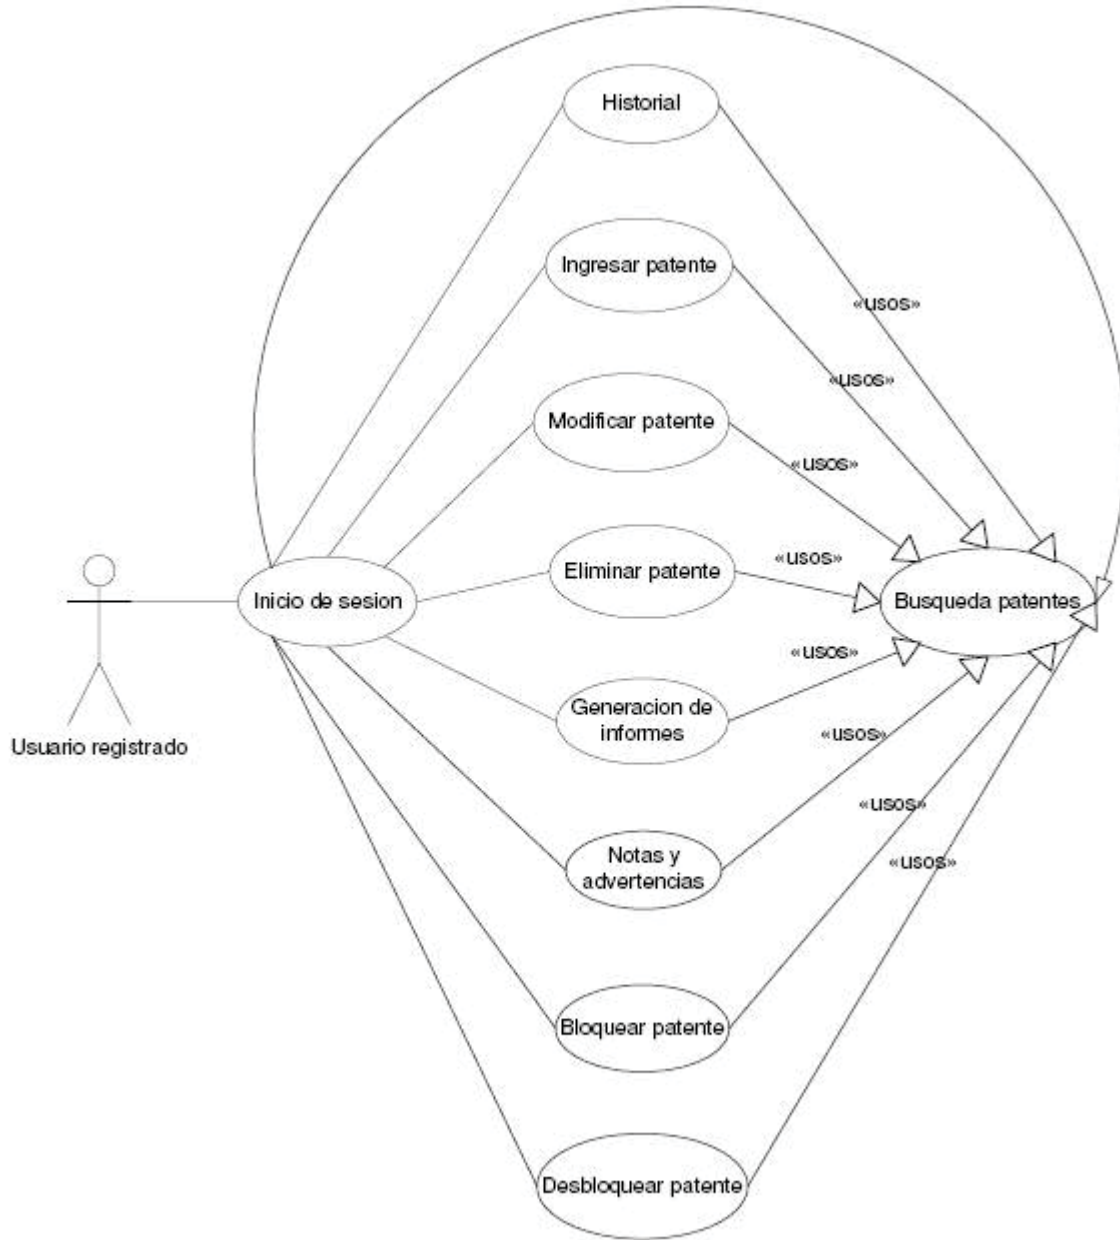 Historial
Ingresar patente
«usos»
«usos»
Modificar patente
«usos»
Eliminar patente
«usos»
Inicio de sesion
Busqueda patentes
Generacion de
informes
«usos»
Usuario registrado
«usos»
Notas y
advertencias
«usos»
«usos»
Bloquear patente
Desbloquear patente